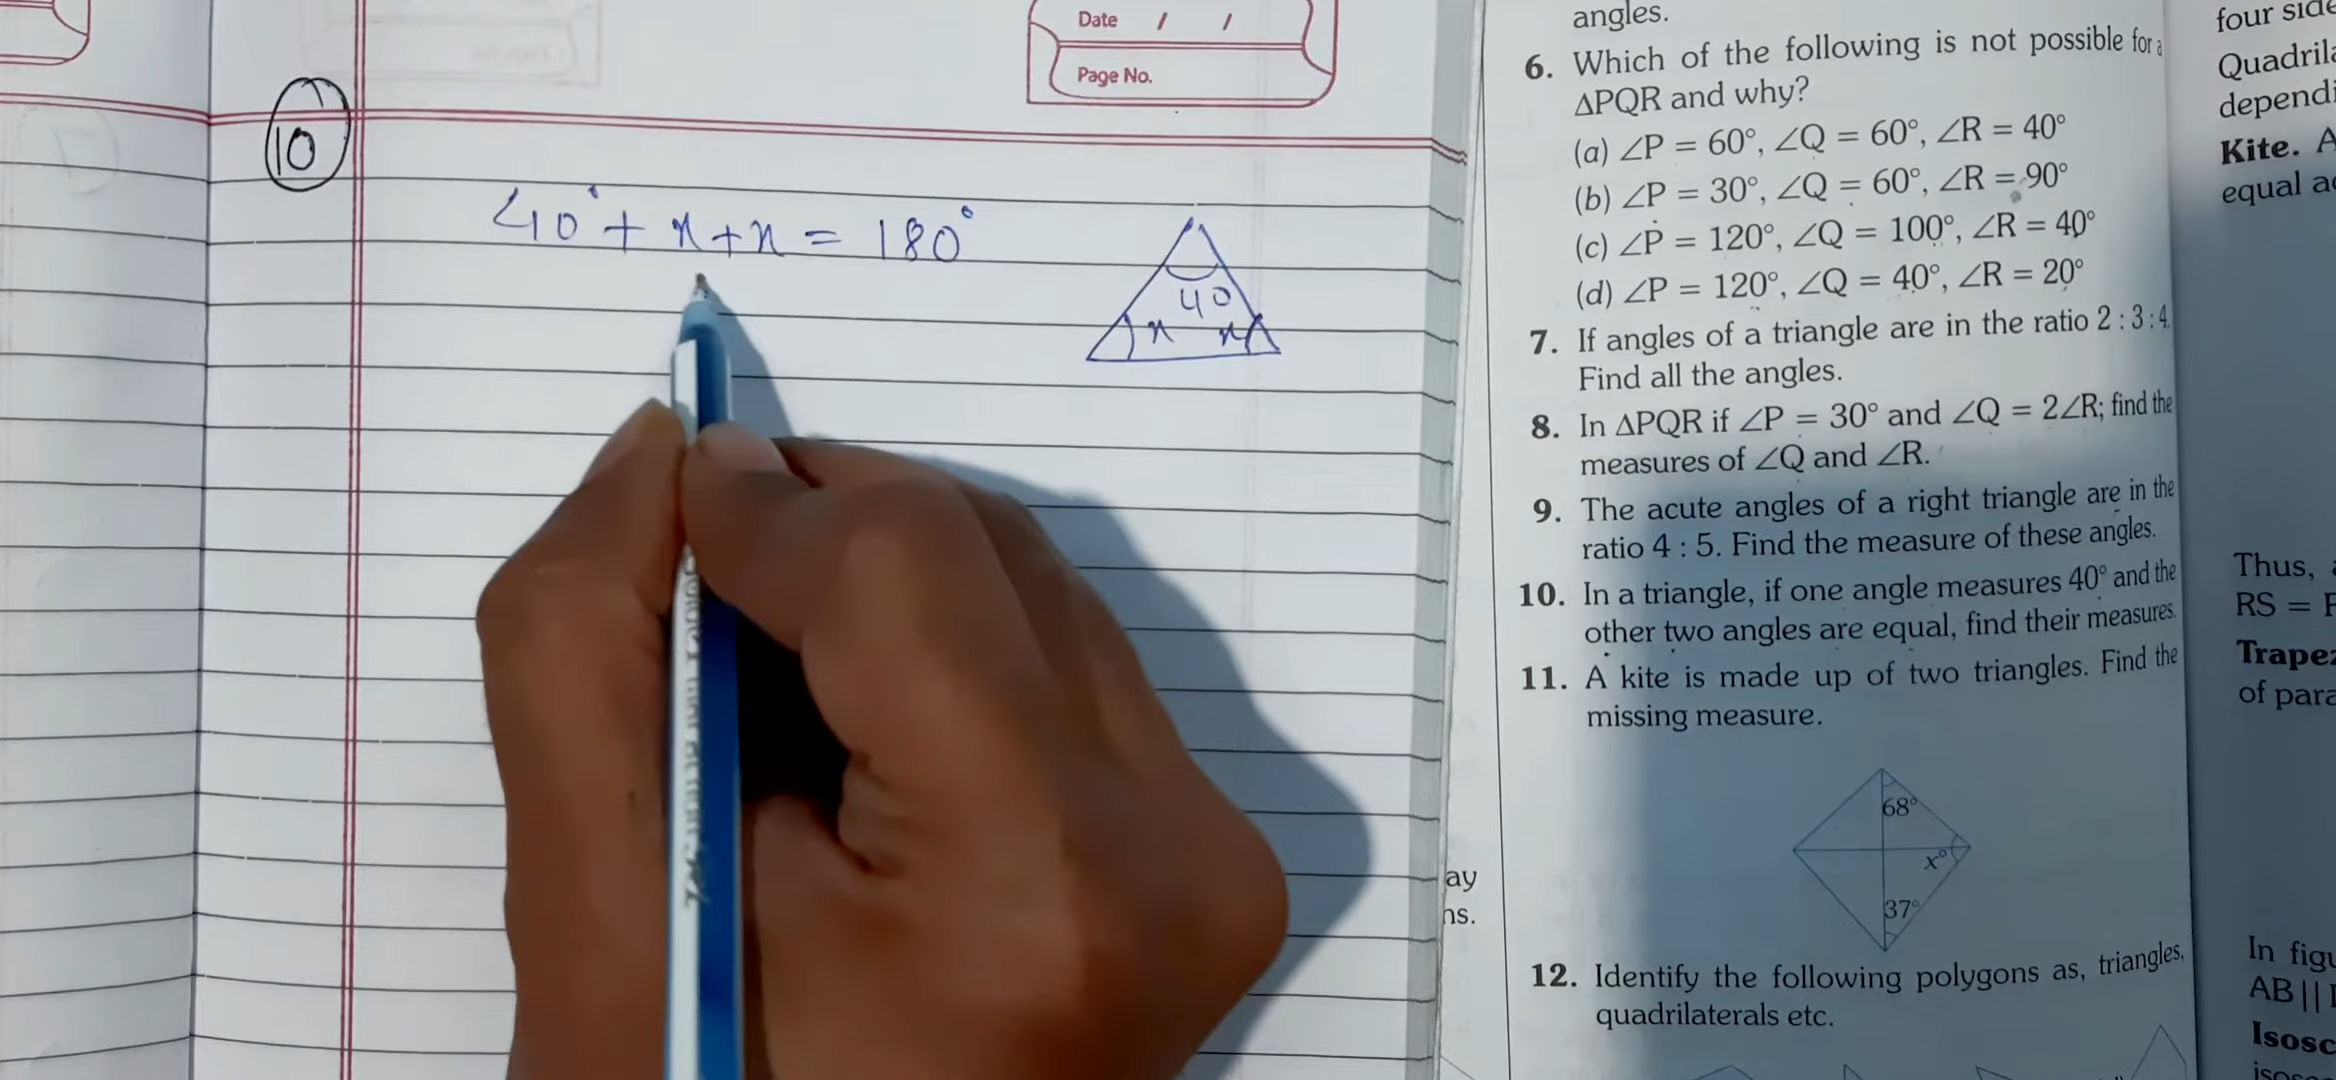 Date / /
Page No.
10
40° + x + x = 180°
40
x x
angles.
6. Which of the following is not possible for a
ΔPQR and why?
(a) ∠P = 60°, ∠Q = 60°, ∠R = 40°
(b) ∠P = 30°, ∠Q = 60°, ∠R = 90°
(c) ∠P = 120°, ∠Q = 100°, ∠R = 40°
(d) ∠P = 120°, ∠Q = 40°, ∠R = 20°
7. If angles of a triangle are in the ratio 2 : 3 : 4.
Find all the angles.
8. In ΔPQR if ∠P = 30° and ∠Q = 2∠R; find the
measures of ∠Q and ∠R.
9. The acute angles of a right triangle are in the
ratio 4 : 5. Find the measure of these angles.
10. In a triangle, if one angle measures 40° and the
other two angles are equal, find their measures.
11. A kite is made up of two triangles. Find the
missing measure.
68°
x°
37°
12. Identify the following polygons as, triangles,
quadrilaterals etc.
ay
ns.
four side
Quadrila
dependi
Kite. A
equal ad
Thus,
RS =
Trapez
of para
In figu
AB ||
Isosc